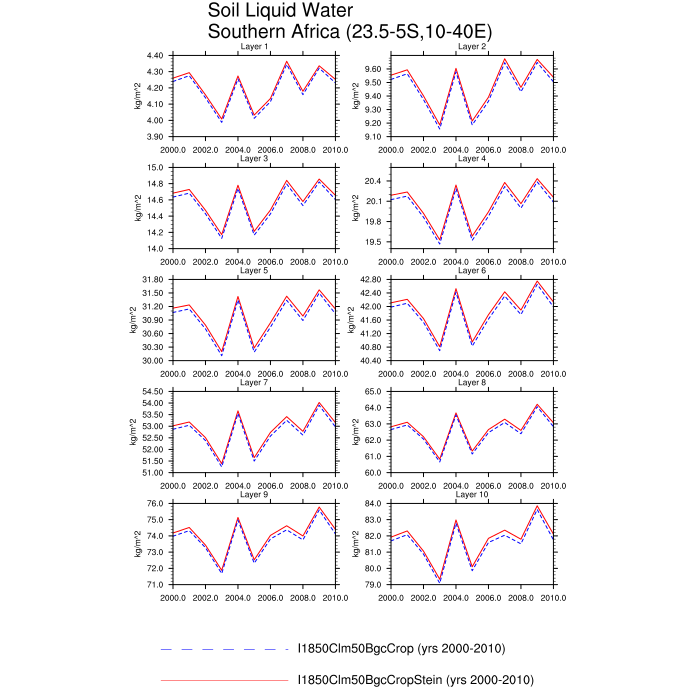 Soil Liquid Water
Southern Africa (23.5-5S,10-40E)
Layer 1
4.40
4.30
4.20
4.10
4.00
3.90
kg/m^2
2000.0 2002.0 2004.0 2006.0 2008.0 2010.0
Layer 2
9.60
9.50
9.40
9.30
9.20
9.10
kg/m^2
2000.0 2002.0 2004.0 2006.0 2008.0 2010.0
Layer 3
15.0
14.8
14.6
14.4
14.2
14.0
kg/m^2
2000.0 2002.0 2004.0 2006.0 2008.0 2010.0
Layer 4
20.4
20.1
19.8
19.5
kg/m^2
2000.0 2002.0 2004.0 2006.0 2008.0 2010.0
Layer 5
31.80
31.50
31.20
30.90
30.60
30.30
30.00
kg/m^2
2000.0 2002.0 2004.0 2006.0 2008.0 2010.0
Layer 6
42.80
42.40
42.00
41.60
41.20
40.80
40.40
kg/m^2
2000.0 2002.0 2004.0 2006.0 2008.0 2010.0
Layer 7
54.50
54.00
53.50
53.00
52.50
52.00
51.50
51.00
kg/m^2
2000.0 2002.0 2004.0 2006.0 2008.0 2010.0
Layer 8
65.0
64.0
63.0
62.0
61.0
60.0
kg/m^2
2000.0 2002.0 2004.0 2006.0 2008.0 2010.0
Layer 9
76.0
75.0
74.0
73.0
72.0
71.0
kg/m^2
2000.0 2002.0 2004.0 2006.0 2008.0 2010.0
Layer 10
84.0
83.0
82.0
81.0
80.0
79.0
kg/m^2
2000.0 2002.0 2004.0 2006.0 2008.0 2010.0
I1850Clm50BgcCrop (yrs 2000-2010)
I1850Clm50BgcCropStein (yrs 2000-2010)